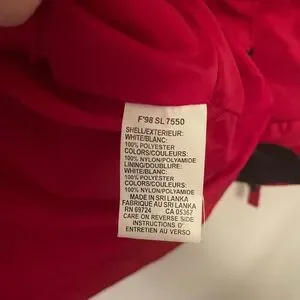 F'98 SL 7550
SHELL/EXTERIEUR:
WHITE/BLANC:
100% POLYESTER
COLORS/COULEURS:
100% NYLON/POLYAMIDE
LINING/DOUBLURE:
WHITE/BLANC:
100% POLYESTER
COLORS/COULEURS:
100% NYLON/POLYAMIDE
MADE IN SRI LANKA
FABRIQUE AU SRI LANKA
RN 69724 CA 05367
CARE ON REVERSE SIDE
INSTRUCTIONS D'
ENTRETIEN AU VERSO